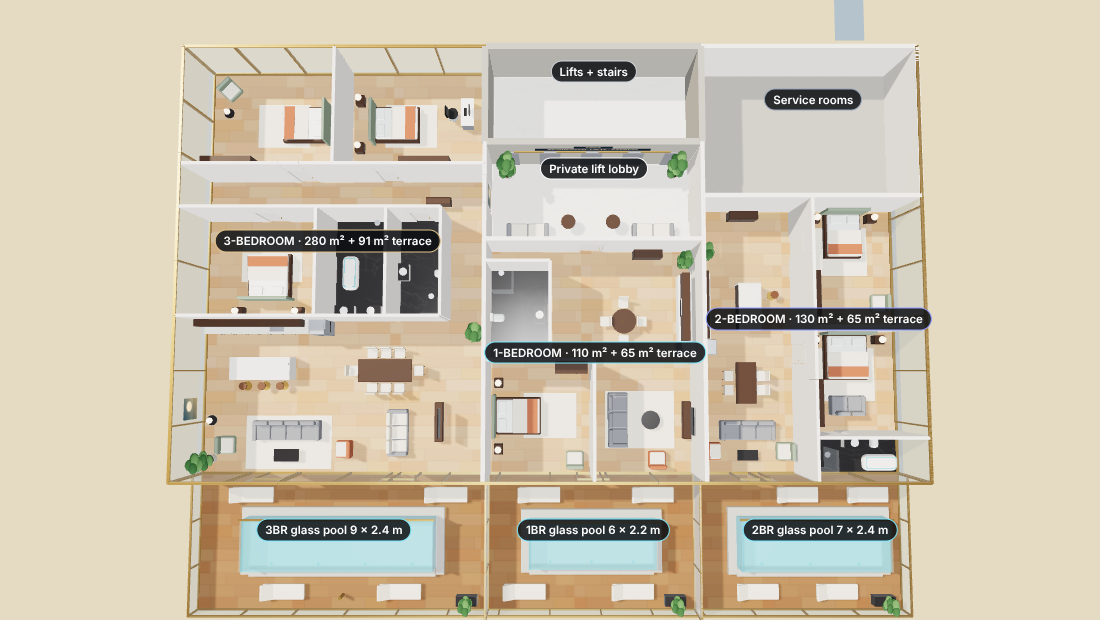 Lifts + stairs
Service rooms
Private lift lobby
3-BEDROOM · 280 m² + 91 m² terrace
2-BEDROOM · 130 m² + 65 m² terrace
1-BEDROOM · 110 m² + 65 m² terrace
3BR glass pool 9 × 2.4 m
1BR glass pool 6 × 2.2 m
2BR glass pool 7 × 2.4 m